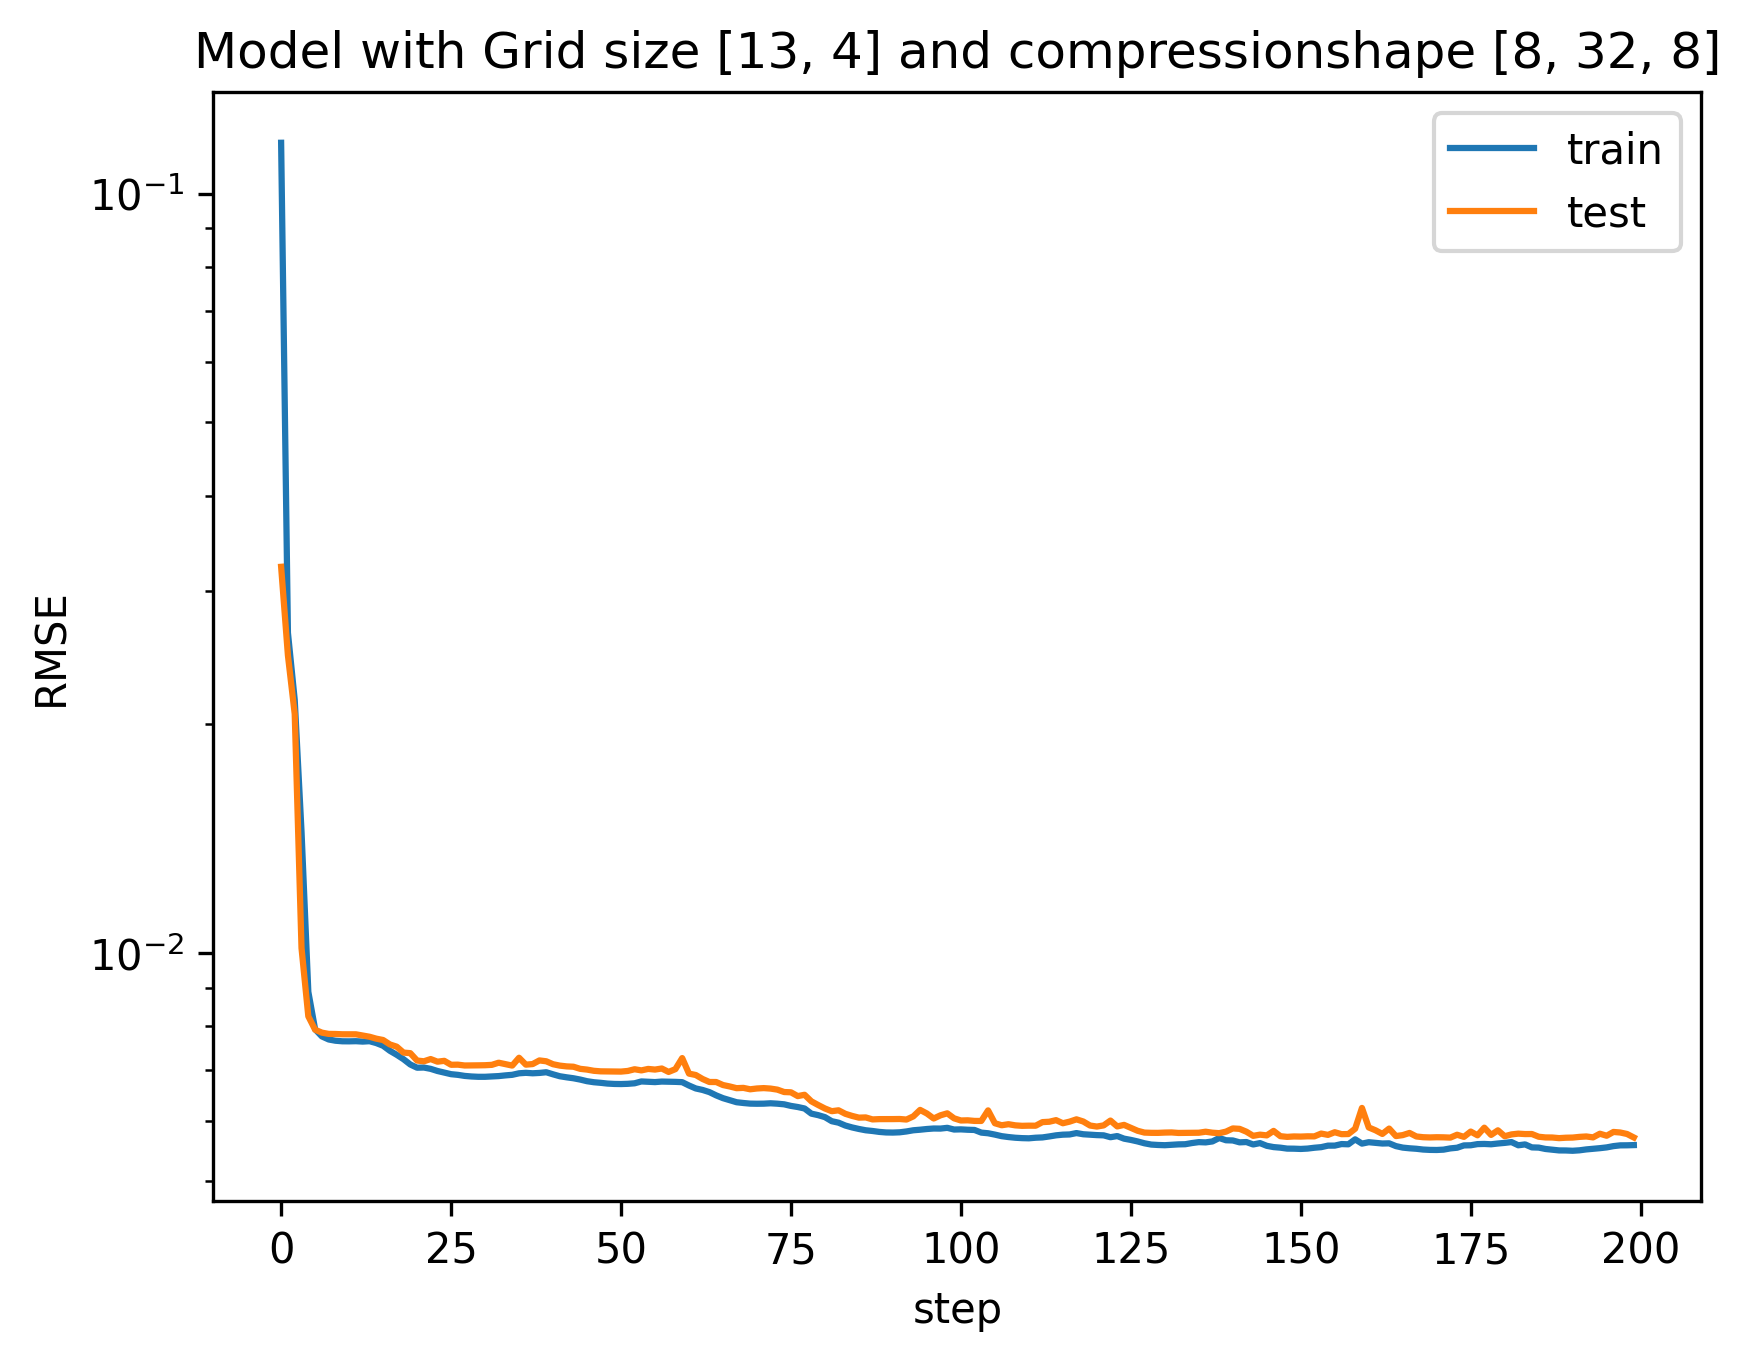 Model with Grid size [13, 4] and compressionshape [8, 32, 8]
train
test
10⁻¹
10⁻²
RMSE
0 25 50 75 100 125 150 175 200
step